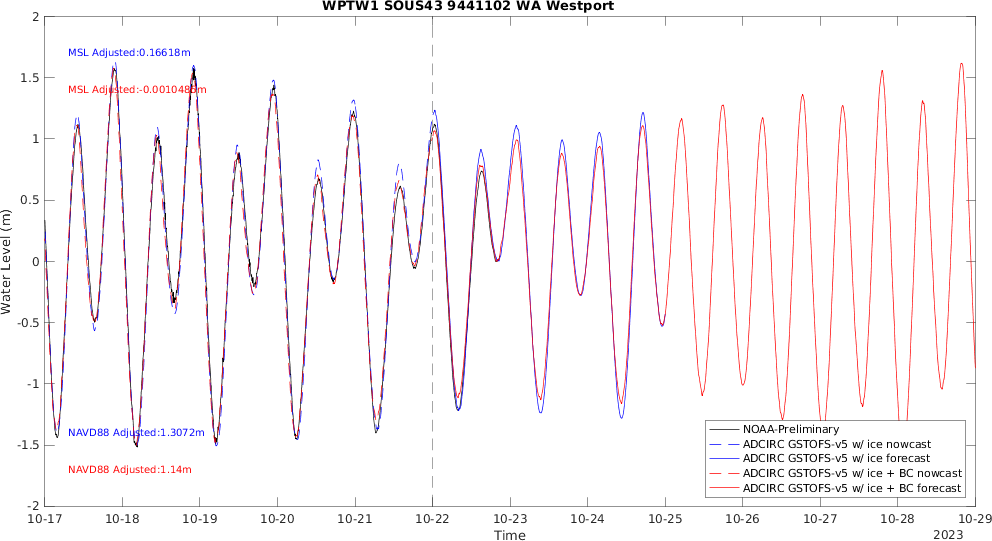 WPTW1 SOUS43 9441102 WA Westport
2
1.5
1
0.5
0
-0.5
-1
-1.5
-2
Water Level (m)
MSL Adjusted:0.16618m
MSL Adjusted:-0.0010485m
NAVD88 Adjusted:1.3072m
NAVD88 Adjusted:1.14m
NOAA-Preliminary
ADCIRC GSTOFS-v5 w/ ice nowcast
ADCIRC GSTOFS-v5 w/ ice forecast
ADCIRC GSTOFS-v5 w/ ice + BC nowcast
ADCIRC GSTOFS-v5 w/ ice + BC forecast
10-17 10-18 10-19 10-20 10-21 10-22 10-23 10-24 10-25 10-26 10-27 10-28 10-29
Time
2023